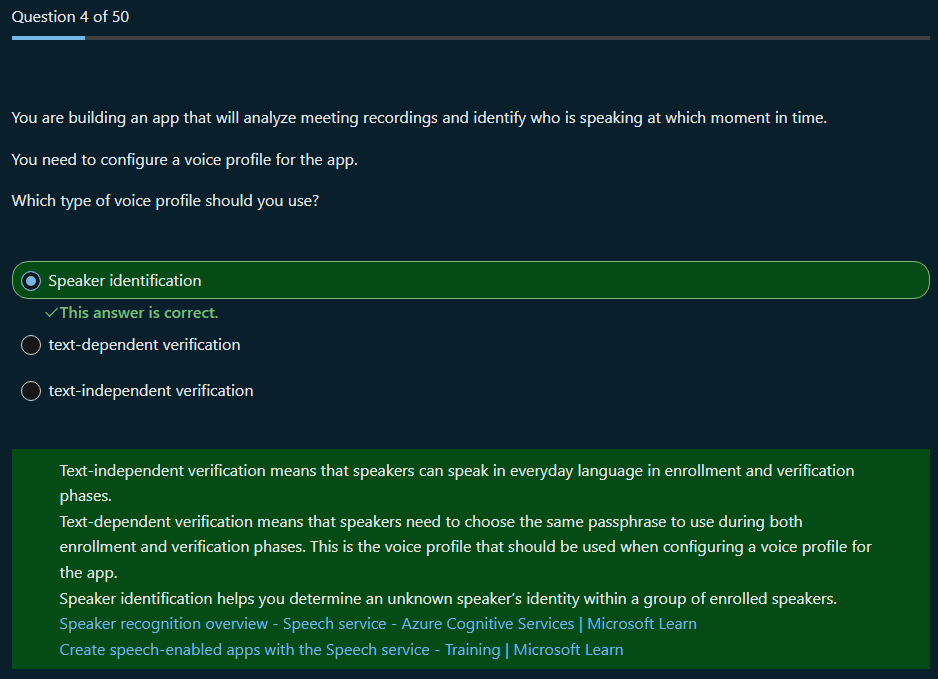 Question 4 of 50
You are building an app that will analyze meeting recordings and identify who is speaking at which moment in time.
You need to configure a voice profile for the app.
Which type of voice profile should you use?
Speaker identification
✓This answer is correct.
text-dependent verification
text-independent verification
Text-independent verification means that speakers can speak in everyday language in enrollment and verification
phases.
Text-dependent verification means that speakers need to choose the same passphrase to use during both
enrollment and verification phases. This is the voice profile that should be used when configuring a voice profile for
the app.
Speaker identification helps you determine an unknown speaker’s identity within a group of enrolled speakers.
Speaker recognition overview - Speech service - Azure Cognitive Services | Microsoft Learn
Create speech-enabled apps with the Speech service - Training | Microsoft Learn